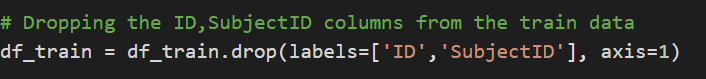 # Dropping the ID,SubjectID columns from the train data
df_train = df_train.drop(labels=['ID','SubjectID'], axis=1)